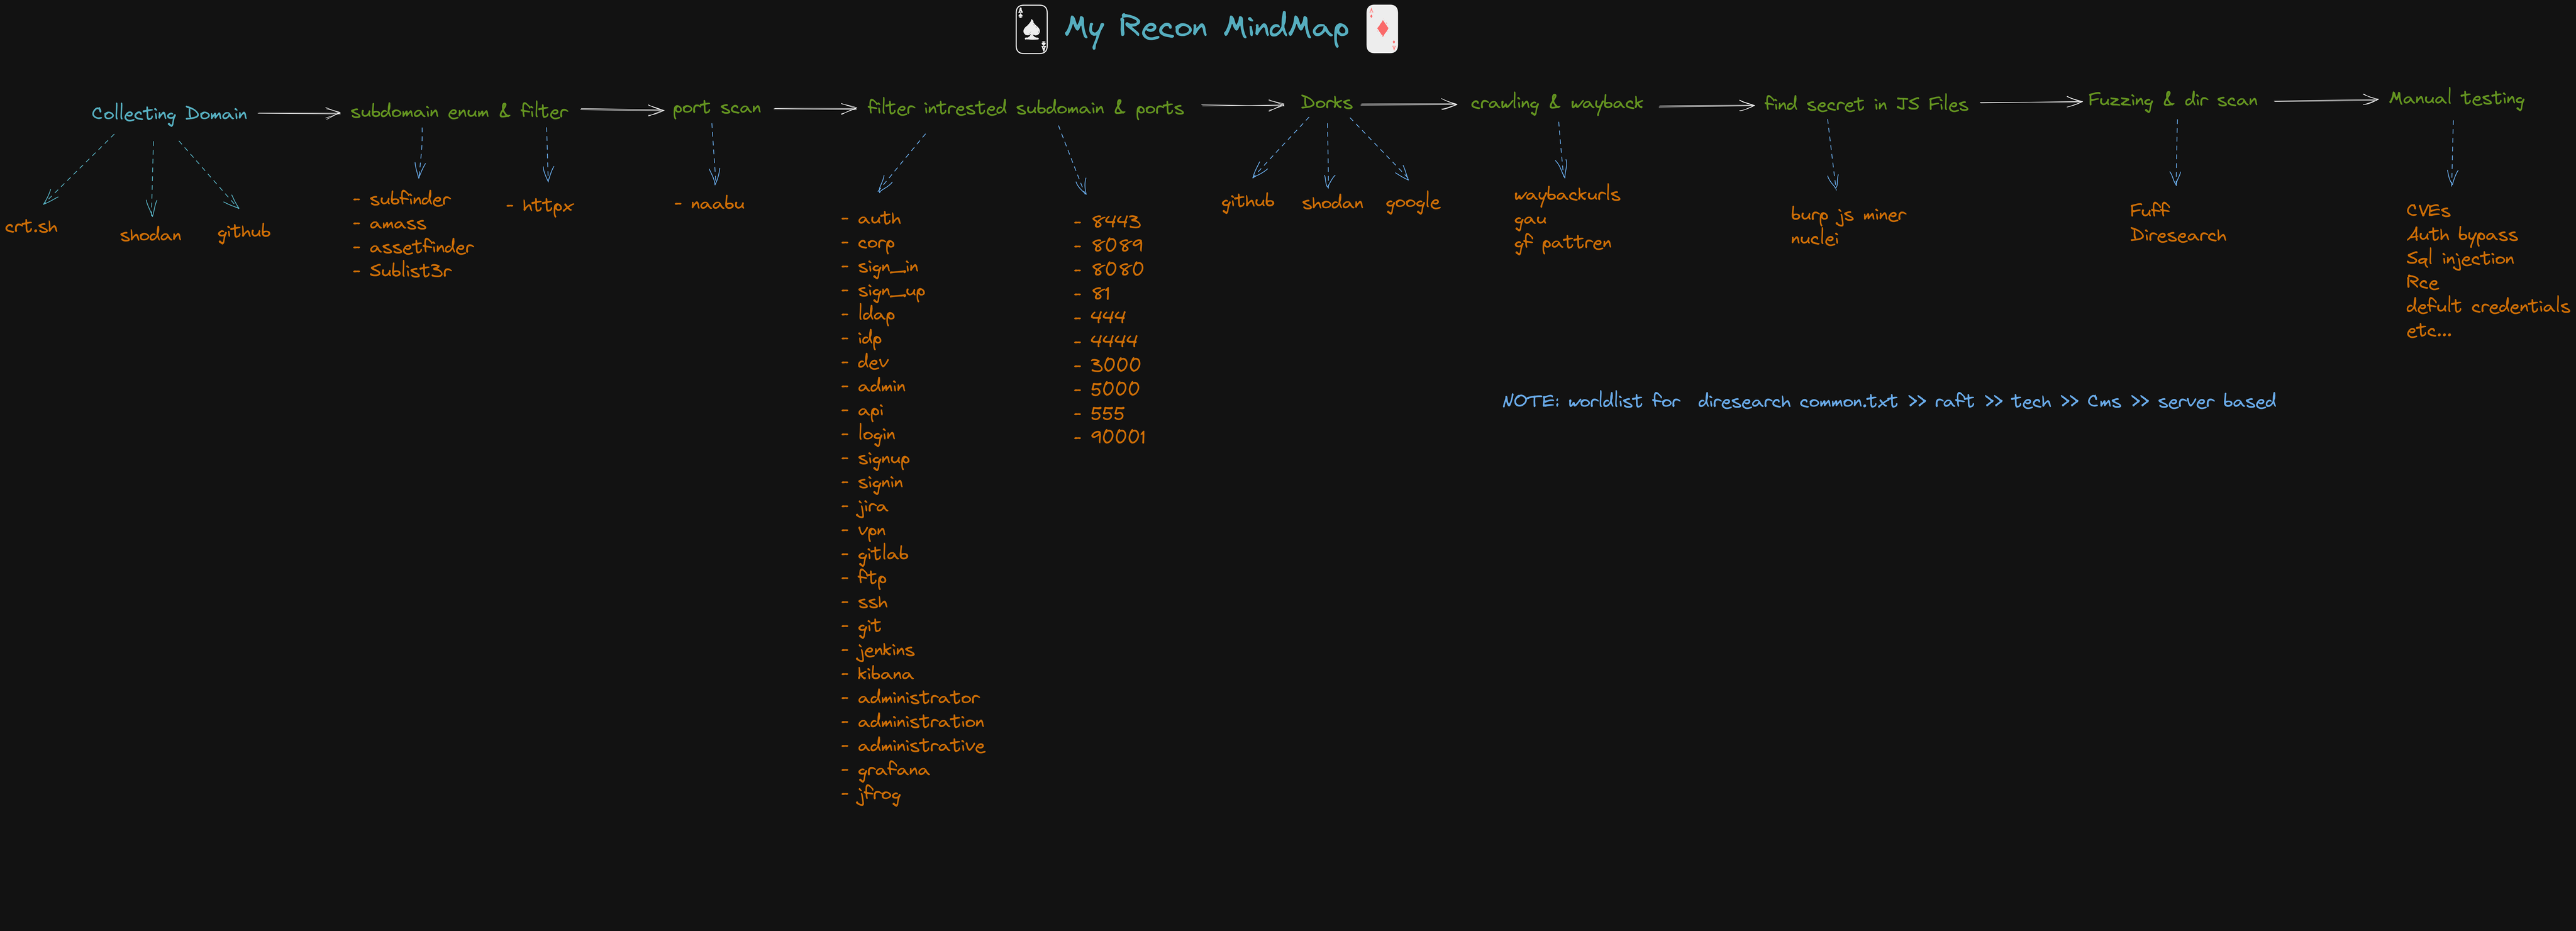 My Recon MindMap
Collecting Domain
crt.sh
shodan
github
subdomain enum & filter
- subfinder
- amass
- assetfinder
- Sublist3r
- httpx
port scan
- naabu
filter intrested subdomain & ports
- auth
- corp
- sign_in
- sign_up
- ldap
- idp
- dev
- admin
- api
- login
- signup
- signin
- jira
- vpn
- gitlab
- ftp
- ssh
- git
- jenkins
- kibana
- administrator
- administration
- administrative
- grafana
- jfrog
- 8443
- 8089
- 8080
- 81
- 444
- 4444
- 3000
- 5000
- 555
- 90001
Dorks
github
shodan
google
crawling & wayback
waybackurls
gau
gf pattren
find secret in JS Files
burp js miner
nuclei
Fuzzing & dir scan
Fuff
Diresearch
Manual testing
CVEs
Auth bypass
Sql injection
Rce
defult credentials
etc...
NOTE: worldlist for diresearch common.txt >> raft >> tech >> Cms >> server based